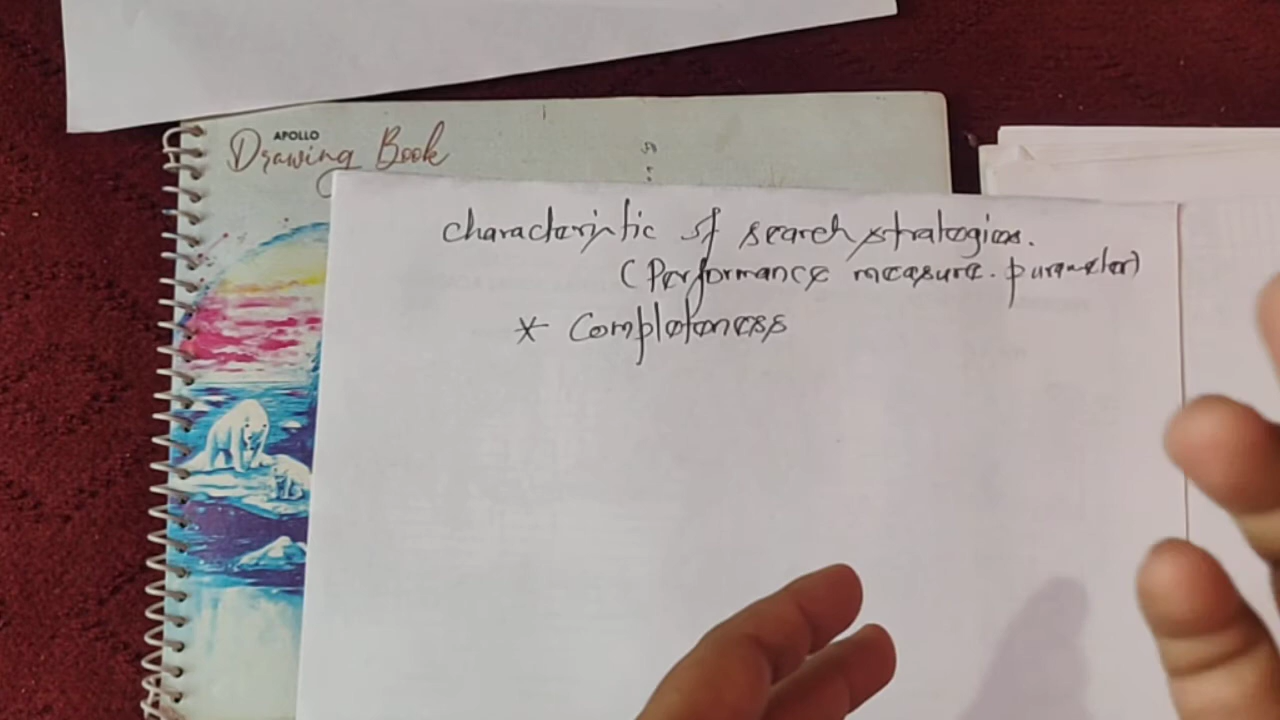 APOLLO
Drawing Book
characteristic of search strategies.
(Performance measure. parameter)
* Completeness